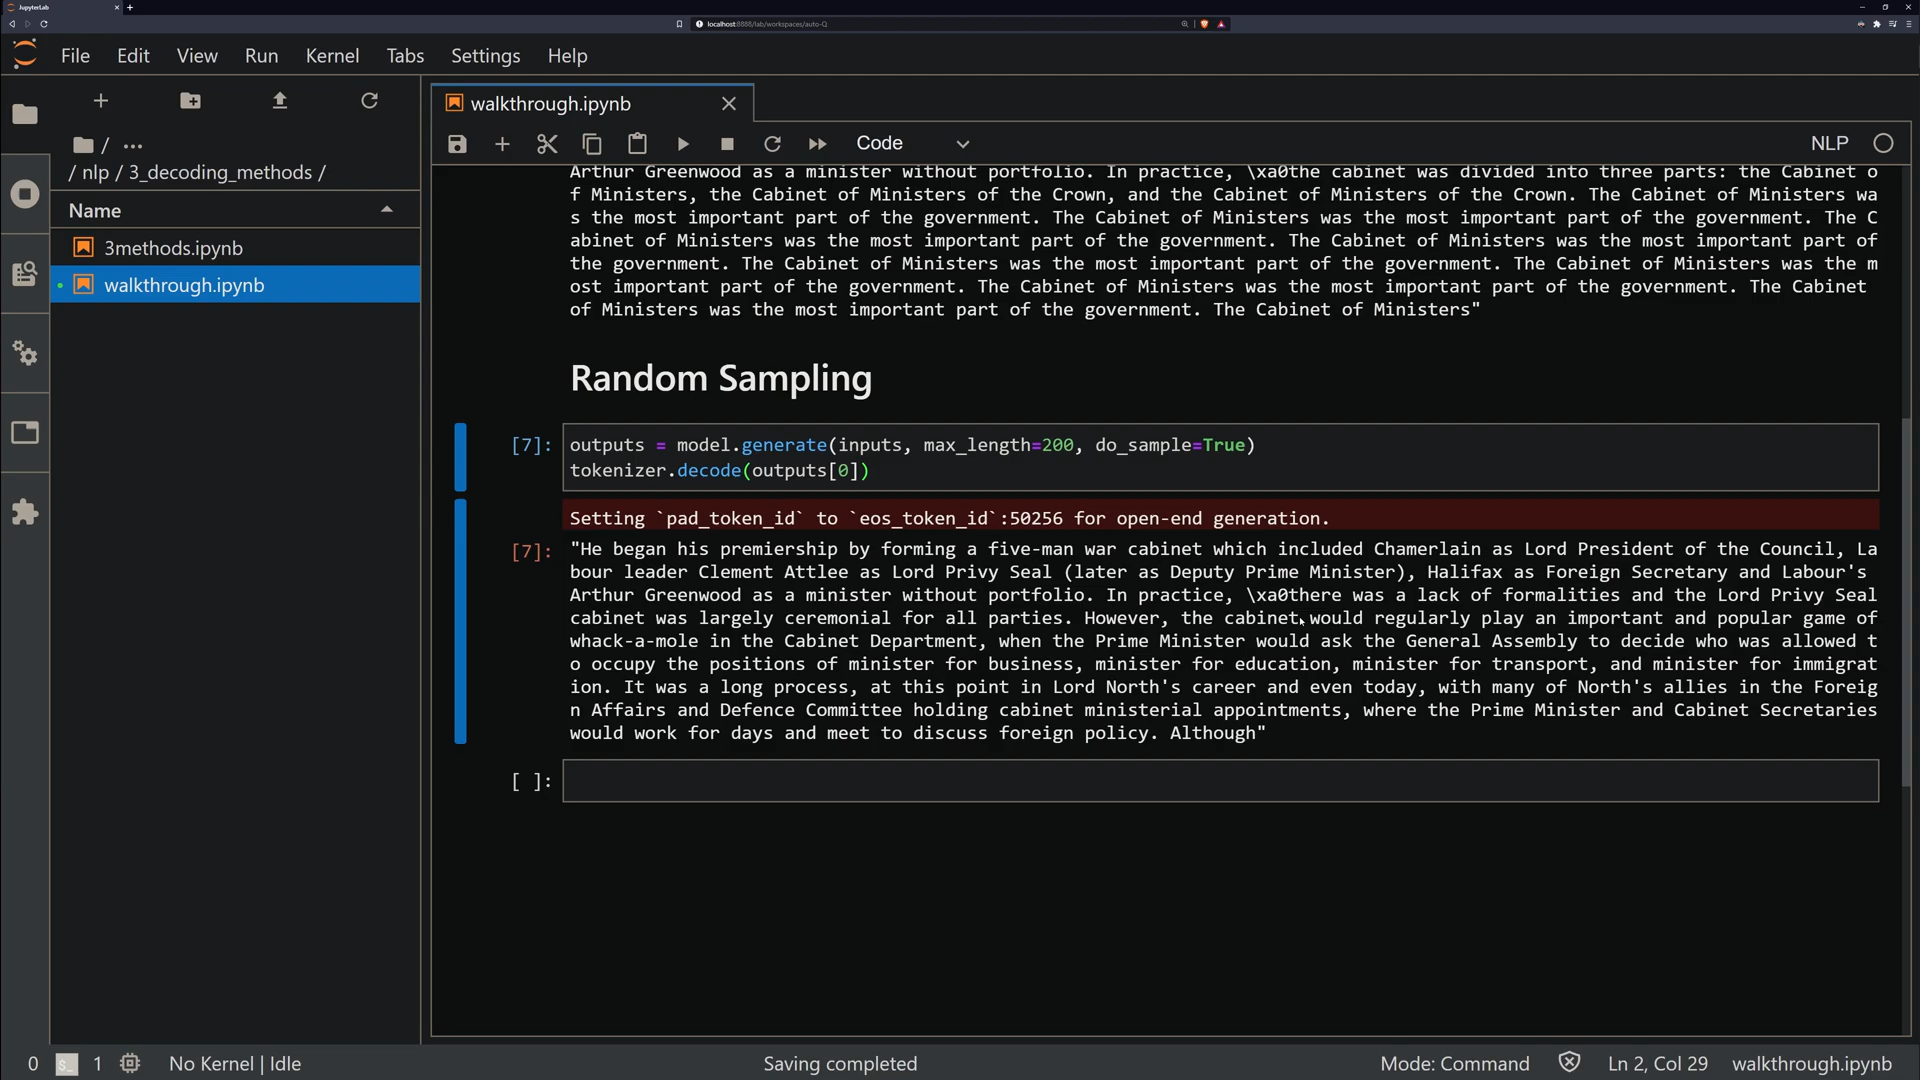 JupyterLab
localhost:8888/lab/workspaces/auto-Q
File Edit View Run Kernel Tabs Settings Help
walkthrough.ipynb
Code
NLP
/ ...
/ nlp / 3_decoding_methods /
Name
3methods.ipynb
walkthrough.ipynb
Arthur Greenwood as a minister without portfolio. In practice, \xa0the cabinet was divided into three parts: the Cabinet o
f Ministers, the Cabinet of Ministers of the Crown, and the Cabinet of Ministers of the Crown. The Cabinet of Ministers wa
s the most important part of the government. The Cabinet of Ministers was the most important part of the government. The C
abinet of Ministers was the most important part of the government. The Cabinet of Ministers was the most important part of
the government. The Cabinet of Ministers was the most important part of the government. The Cabinet of Ministers was the m
ost important part of the government. The Cabinet of Ministers was the most important part of the government. The Cabinet
of Ministers was the most important part of the government. The Cabinet of Ministers"
Random Sampling
[7]: outputs = model.generate(inputs, max_length=200, do_sample=True)
tokenizer.decode(outputs[0])
Setting `pad_token_id` to `eos_token_id`:50256 for open-end generation.
[7]: "He began his premiership by forming a five-man war cabinet which included Chamerlain as Lord President of the Council, La
bour leader Clement Attlee as Lord Privy Seal (later as Deputy Prime Minister), Halifax as Foreign Secretary and Labour's
Arthur Greenwood as a minister without portfolio. In practice, \xa0there was a lack of formalities and the Lord Privy Seal
cabinet was largely ceremonial for all parties. However, the cabinet would regularly play an important and popular game of
whack-a-mole in the Cabinet Department, when the Prime Minister would ask the General Assembly to decide who was allowed t
o occupy the positions of minister for business, minister for education, minister for transport, and minister for immigrat
ion. It was a long process, at this point in Lord North's career and even today, with many of North's allies in the Foreig
n Affairs and Defence Committee holding cabinet ministerial appointments, where the Prime Minister and Cabinet Secretaries
would work for days and meet to discuss foreign policy. Although"
[ ]:
0 s_ 1 No Kernel | Idle Saving completed Mode: Command Ln 2, Col 29 walkthrough.ipynb